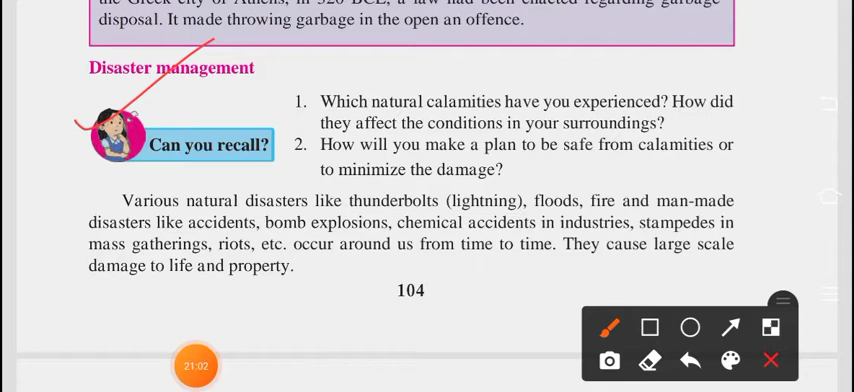 disposal. It made throwing garbage in the open an offence.
Disaster management
Can you recall?
1. Which natural calamities have you experienced? How did
they affect the conditions in your surroundings?
2. How will you make a plan to be safe from calamities or
to minimize the damage?
Various natural disasters like thunderbolts (lightning), floods, fire and man-made
disasters like accidents, bomb explosions, chemical accidents in industries, stampedes in
mass gatherings, riots, etc. occur around us from time to time. They cause large scale
damage to life and property.
104
21:02